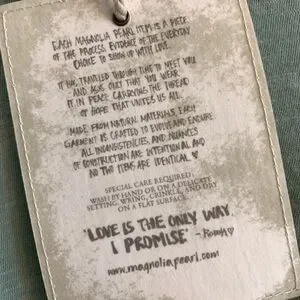 EACH MAGNOLIA PEARL ITEM IS A PIECE
OF THE PROCESS, EVIDENCE OF THE EVERYDAY
CHOICE TO SHOW UP WITH LOVE.
IT HAS TRAVELLED THROUGH TIME TO MEET YOU
AND ASKS ONLY THAT YOU WEAR
IT IN PEACE, CARRYING THE THREAD
OF HOPE THAT UNITES US ALL.
MADE FROM NATURAL MATERIALS, EACH
GARMENT IS CRAFTED TO EVOLVE AND ENDURE
ALL INCONSISTENCIES, AND NUANCES
OF CONSTRUCTION ARE INTENTIONAL AND
NO TWO ITEMS ARE IDENTICAL ♡
SPECIAL CARE REQUIRED:
WASH BY HAND OR ON A DELICATE
SETTING, WRING, CRINKLE, AND DRY
ON A FLAT SURFACE
"LOVE IS THE ONLY WAY,
I PROMISE" - Robin ♡
www.magnoliapearl.com